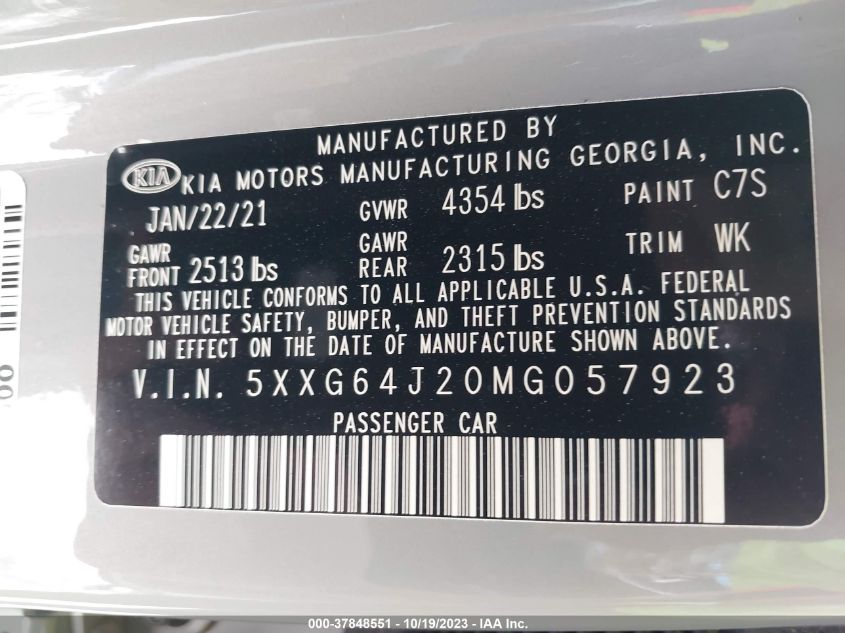 MANUFACTURED BY
KIA KIA MOTORS MANUFACTURING GEORGIA, INC.
JAN/22/21 GVWR 4354 lbs PAINT C7S
GAWR FRONT 2513 lbs GAWR REAR 2315 lbs TRIM WK
THIS VEHICLE CONFORMS TO ALL APPLICABLE U.S.A. FEDERAL
MOTOR VEHICLE SAFETY, BUMPER, AND THEFT PREVENTION STANDARDS
IN EFFECT ON THE DATE OF MANUFACTURE SHOWN ABOVE.
V.I.N. 5XXG64J20MG057923
PASSENGER CAR
000-37848551 / 10/19/2023 - IAA Inc.